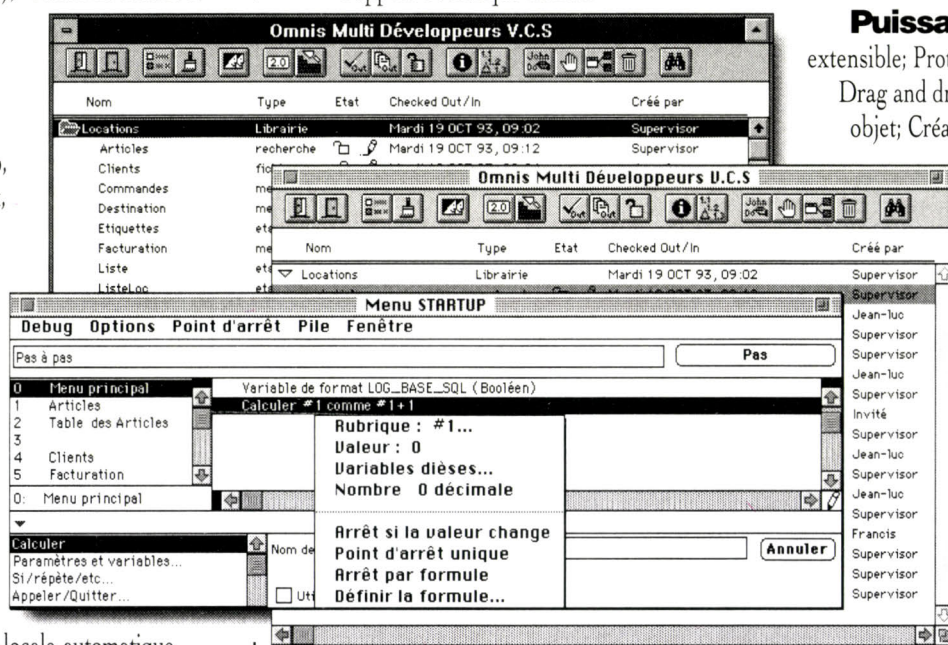 Puissa
extensible; Prot
Drag and dr
objet; Créa
Omnis Multi Développeurs V.C.S
2.0
John
Nom Type Etat Checked Out/In Créé par
Locations Librairie Mardi 19 OCT 93, 09:02 Supervisor
Articles recherche Mardi 19 OCT 93, 09:12 Supervisor
Clients
Commandes
Destination
Etiquettes
Facturation
Liste
ListeLoc
Omnis Multi Développeurs V.C.S
2.0
John
Nom Type Etat Checked Out/In Créé par
Locations Librairie Mardi 19 OCT 93, 09:02 Supervisor
Supervisor
Jean-luc
Supervisor
Supervisor
Jean-luc
Supervisor
Invité
Supervisor
Jean-luc
Supervisor
Jean-luc
Supervisor
Francis
Supervisor
Supervisor
Supervisor
Menu STARTUP
Debug Options Point d'arrêt Pile Fenêtre
Pas à pas Pas
0 Menu principal
1 Articles
2 Table des Articles
3
4 Clients
5 Facturation
0: Menu principal
Variable de format LOG_BASE_SQL (Booléen)
Calculer #1 comme #1+1
Rubrique : #1...
Valeur : 0
Variables dièses...
Nombre 0 décimale
Arrêt si la valeur change
Point d'arrêt unique
Arrêt par formule
Définir la formule...
Calculer
Paramètres et variables...
Si/répète/etc...
Appeler/Quitter...
Nom de
Uti
Annuler
locale automatique